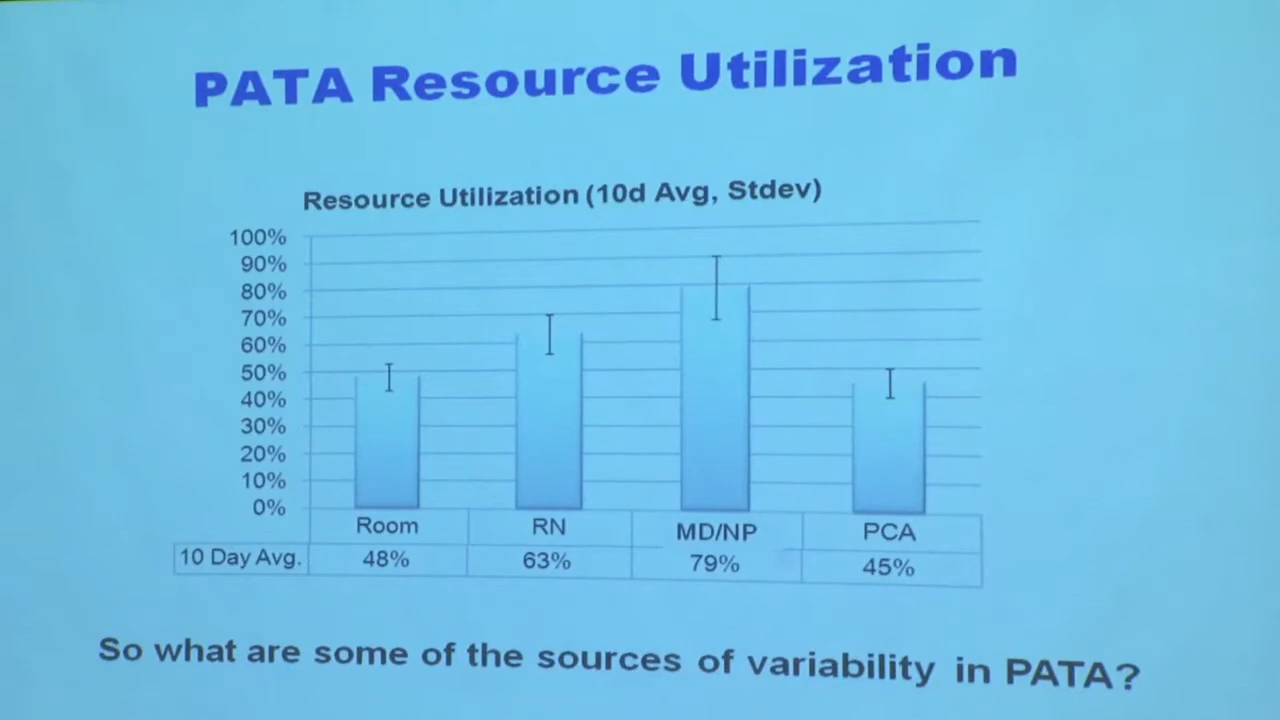 PATA Resource Utilization
Resource Utilization (10d Avg, Stdev)
100%
90%
80%
70%
60%
50%
40%
30%
20%
10%
0%
Room RN MD/NP PCA
10 Day Avg. 48% 63% 79% 45%
So what are some of the sources of variability in PATA?